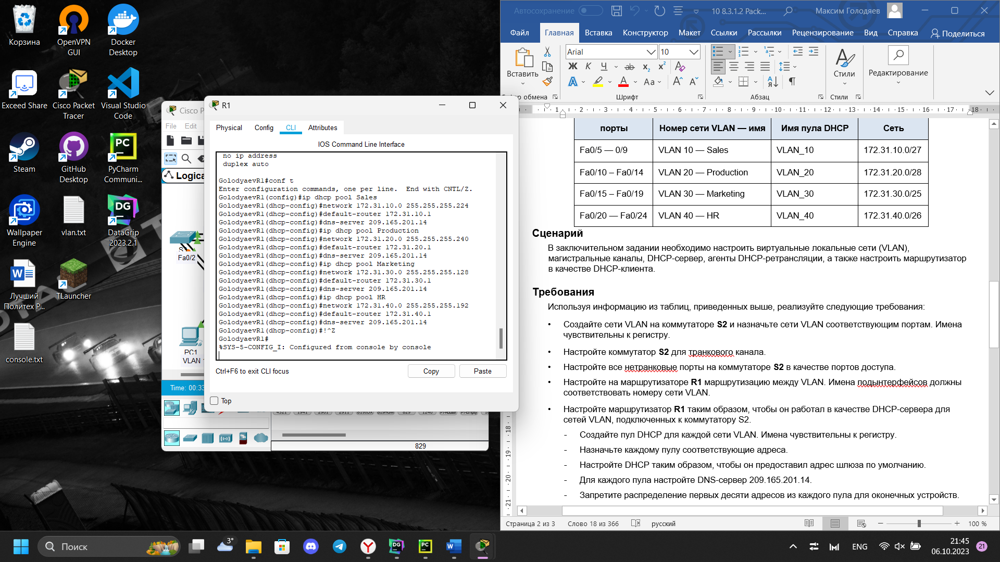 Корзина
OpenVPN GUI
Docker Desktop
Exceed Share
Cisco Packet Tracer
Visual Studio Code
Steam
GitHub Desktop
PyCharm Communi...
Wallpaper Engine
vlan.txt
DataGrip 2023.2.1
Лучший Политех Р...
TLauncher
console.txt
Cisco P
File Edit
Logica
Fa0/2
PC1
VLAN
Time: 00:33
829
R1
Physical Config CLI Attributes
IOS Command Line Interface
no ip address
duplex auto
GolodyaevR1#conf t
Enter configuration commands, one per line. End with CNTL/Z.
GolodyaevR1(config)#ip dhcp pool Sales
GolodyaevR1(dhcp-config)#network 172.31.10.0 255.255.255.224
GolodyaevR1(dhcp-config)#default-router 172.31.10.1
GolodyaevR1(dhcp-config)#dns-server 209.165.201.14
GolodyaevR1(dhcp-config)#ip dhcp pool Production
GolodyaevR1(dhcp-config)#network 172.31.20.0 255.255.255.240
GolodyaevR1(dhcp-config)#default-router 172.31.20.1
GolodyaevR1(dhcp-config)#dns-server 209.165.201.14
GolodyaevR1(dhcp-config)#ip dhcp pool Marketing
GolodyaevR1(dhcp-config)#network 172.31.30.0 255.255.255.128
GolodyaevR1(dhcp-config)#default-router 172.31.30.1
GolodyaevR1(dhcp-config)#dns-server 209.165.201.14
GolodyaevR1(dhcp-config)#ip dhcp pool HR
GolodyaevR1(dhcp-config)#network 172.31.40.0 255.255.255.192
GolodyaevR1(dhcp-config)#default-router 172.31.40.1
GolodyaevR1(dhcp-config)#dns-server 209.165.201.14
GolodyaevR1(dhcp-config)#!^Z
GolodyaevR1#
%SYS-5-CONFIG_I: Configured from console by console
Ctrl+F6 to exit CLI focus Copy Paste
Top
Автосохранение 10 8.3.1.2 Pack... Максим Голодяев
Файл Главная Вставка Конструктор Макет Ссылки Рассылки Рецензирование Вид Справка Поделиться
Arial 10
Вставить
Стили
Редактирование
обмена Шрифт Абзац Стили
порты Номер сети VLAN — имя Имя пула DHCP Сеть
Fa0/5 — 0/9 VLAN 10 — Sales VLAN_10 172.31.10.0/27
Fa0/10 – Fa0/14 VLAN 20 — Production VLAN_20 172.31.20.0/28
Fa0/15 – Fa0/19 VLAN 30 — Marketing VLAN_30 172.31.30.0/25
Fa0/20 — Fa0/24 VLAN 40 — HR VLAN_40 172.31.40.0/26
Сценарий
В заключительном задании необходимо настроить виртуальные локальные сети (VLAN),
магистральные каналы, DHCP-сервер, агенты DHCP-ретрансляции, а также настроить маршрутизатор
в качестве DHCP-клиента.
Требования
Используя информацию из таблиц, приведенных выше, реализуйте следующие требования:
• Создайте сети VLAN на коммутаторе S2 и назначьте сети VLAN соответствующим портам. Имена
чувствительны к регистру.
• Настройте коммутатор S2 для транкового канала.
• Настройте все нетранковые порты на коммутаторе S2 в качестве портов доступа.
• Настройте на маршрутизаторе R1 маршрутизацию между VLAN. Имена подынтерфейсов должны
соответствовать номеру сети VLAN.
• Настройте маршрутизатор R1 таким образом, чтобы он работал в качестве DHCP-сервера для
сетей VLAN, подключенных к коммутатору S2.
- Создайте пул DHCP для каждой сети VLAN. Имена чувствительны к регистру.
- Назначьте каждому пулу соответствующие адреса.
- Настройте DHCP таким образом, чтобы он предоставил адрес шлюза по умолчанию.
- Для каждого пула настройте DNS-сервер 209.165.201.14.
- Запретите распределение первых десяти адресов из каждого пула для оконечных устройств.
Страница 2 из 3 Слово 18 из 366 русский 100 %
Поиск
3°
ENG
21:45
06.10.2023
21